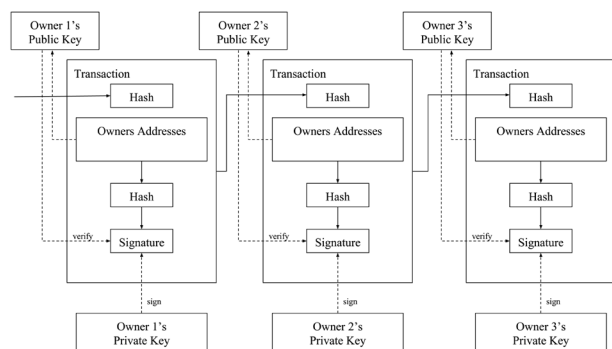 Owner 1's
Public Key
Owner 2's
Public Key
Owner 3's
Public Key
Transaction
Transaction
Transaction
Hash
Hash
Hash
Owners Addresses
Owners Addresses
Owners Addresses
Hash
Hash
Hash
verify
Signature
verify
Signature
verify
Signature
sign
sign
sign
Owner 1's
Private Key
Owner 2's
Private Key
Owner 3's
Private Key